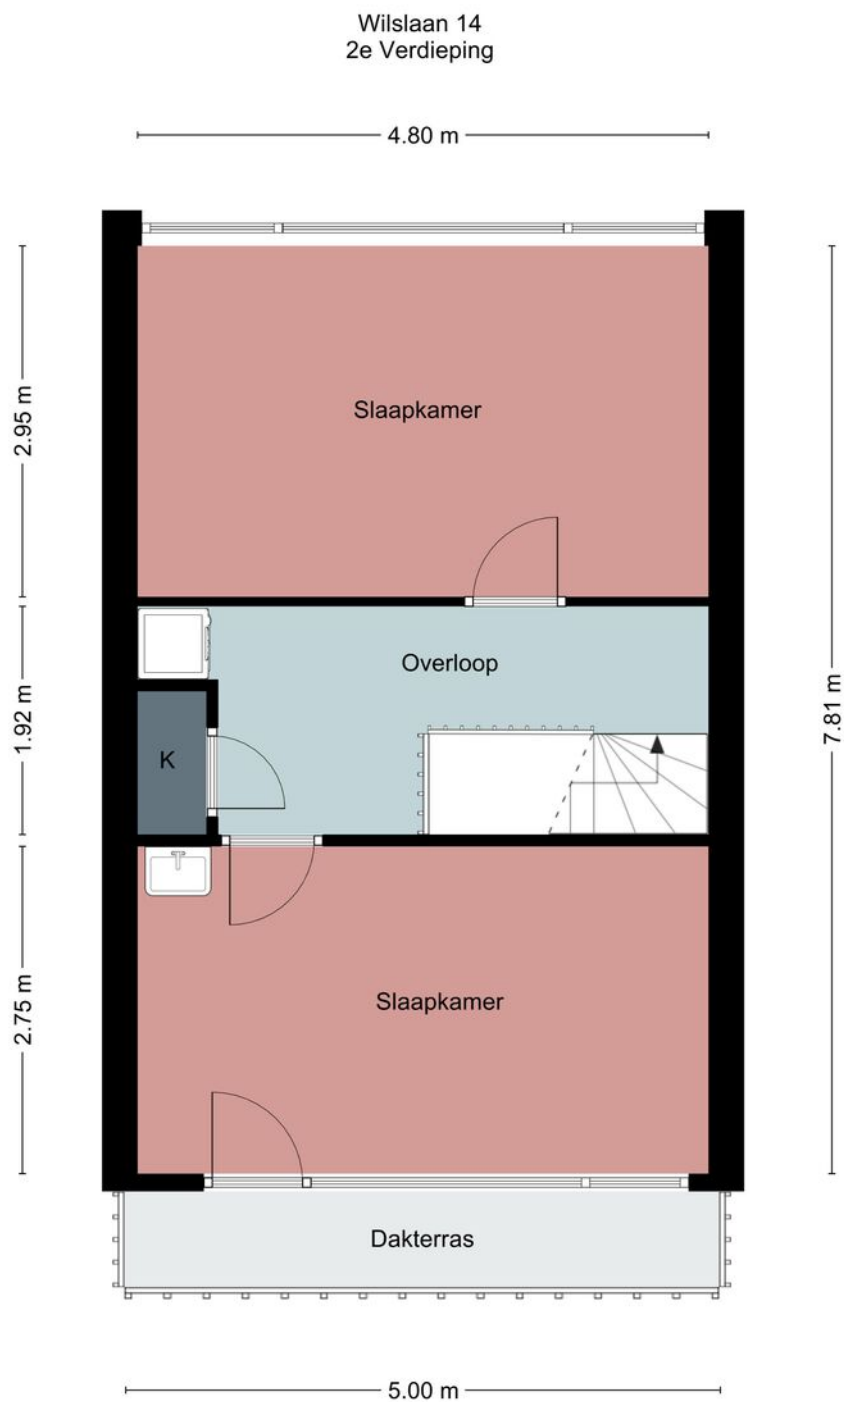 Wilslaan 14
2e Verdieping
4.80 m
2.95 m
Slaapkamer
Overloop
1.92 m
7.81 m
K
2.75 m
Slaapkamer
Dakterras
5.00 m